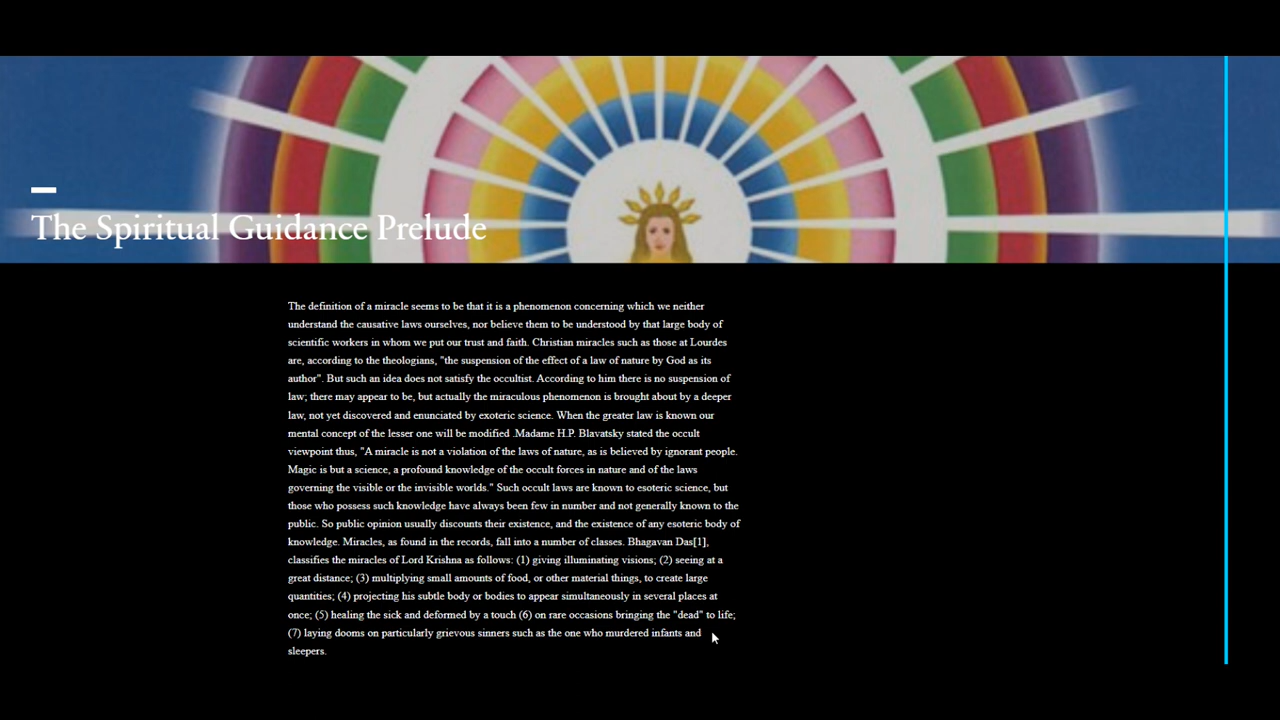 The Spiritual Guidance Prelude
The definition of a miracle seems to be that it is a phenomenon concerning which we neither
understand the causative laws ourselves, nor believe them to be understood by that large body of
scientific workers in whom we put our trust and faith. Christian miracles such as those at Lourdes
are, according to the theologians, "the suspension of the effect of a law of nature by God as its
author". But such an idea does not satisfy the occultist. According to him there is no suspension of
law; there may appear to be, but actually the miraculous phenomenon is brought about by a deeper
law, not yet discovered and enunciated by exoteric science. When the greater law is known our
mental concept of the lesser one will be modified .Madame H.P. Blavatsky stated the occult
viewpoint thus, "A miracle is not a violation of the laws of nature, as is believed by ignorant people.
Magic is but a science, a profound knowledge of the occult forces in nature and of the laws
governing the visible or the invisible worlds." Such occult laws are known to esoteric science, but
those who possess such knowledge have always been few in number and not generally known to the
public. So public opinion usually discounts their existence, and the existence of any esoteric body of
knowledge. Miracles, as found in the records, fall into a number of classes. Bhagavan Das[1],
classifies the miracles of Lord Krishna as follows: (1) giving illuminating visions; (2) seeing at a
great distance; (3) multiplying small amounts of food, or other material things, to create large
quantities; (4) projecting his subtle body or bodies to appear simultaneously in several places at
once; (5) healing the sick and deformed by a touch (6) on rare occasions bringing the "dead" to life;
(7) laying dooms on particularly grievous sinners such as the one who murdered infants and
sleepers.